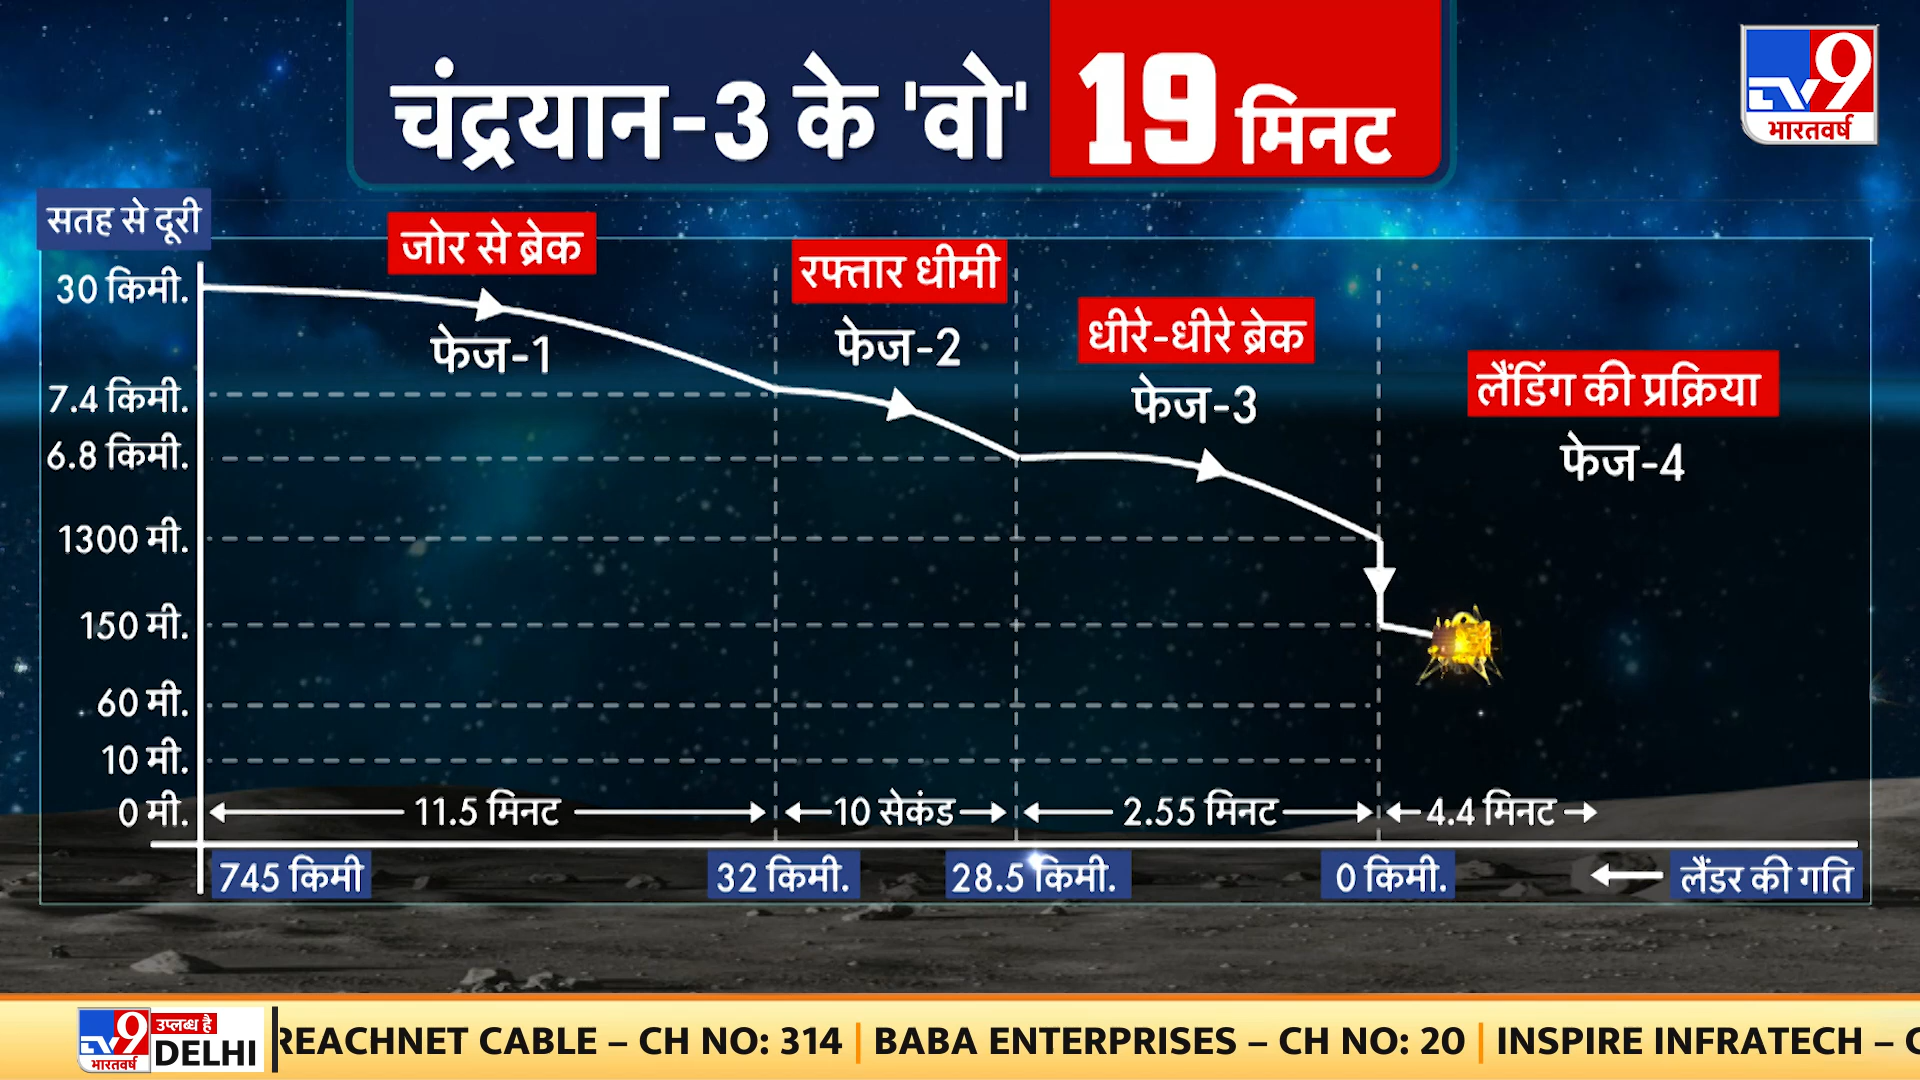 चंद्रयान-3 के 'वो' 19 मिनट
TV9
भारतवर्ष
सतह से दूरी
जोर से ब्रेक
रफ्तार धीमी
30 किमी.
फेज-1
फेज-2
धीरे-धीरे ब्रेक
लैंडिंग की प्रक्रिया
7.4 किमी.
फेज-3
6.8 किमी.
फेज-4
1300 मी.
150 मी.
60 मी.
10 मी.
0 मी.
11.5 मिनट
10 सेकंड
2.55 मिनट
4.4 मिनट
745 किमी
32 किमी.
28.5 किमी.
0 किमी.
लैंडर की गति
TV9
भारतवर्ष
उप्लब्ध है
DELHI
REACHNET CABLE – CH NO: 314 | BABA ENTERPRISES – CH NO: 20 | INSPIRE INFRATECH –